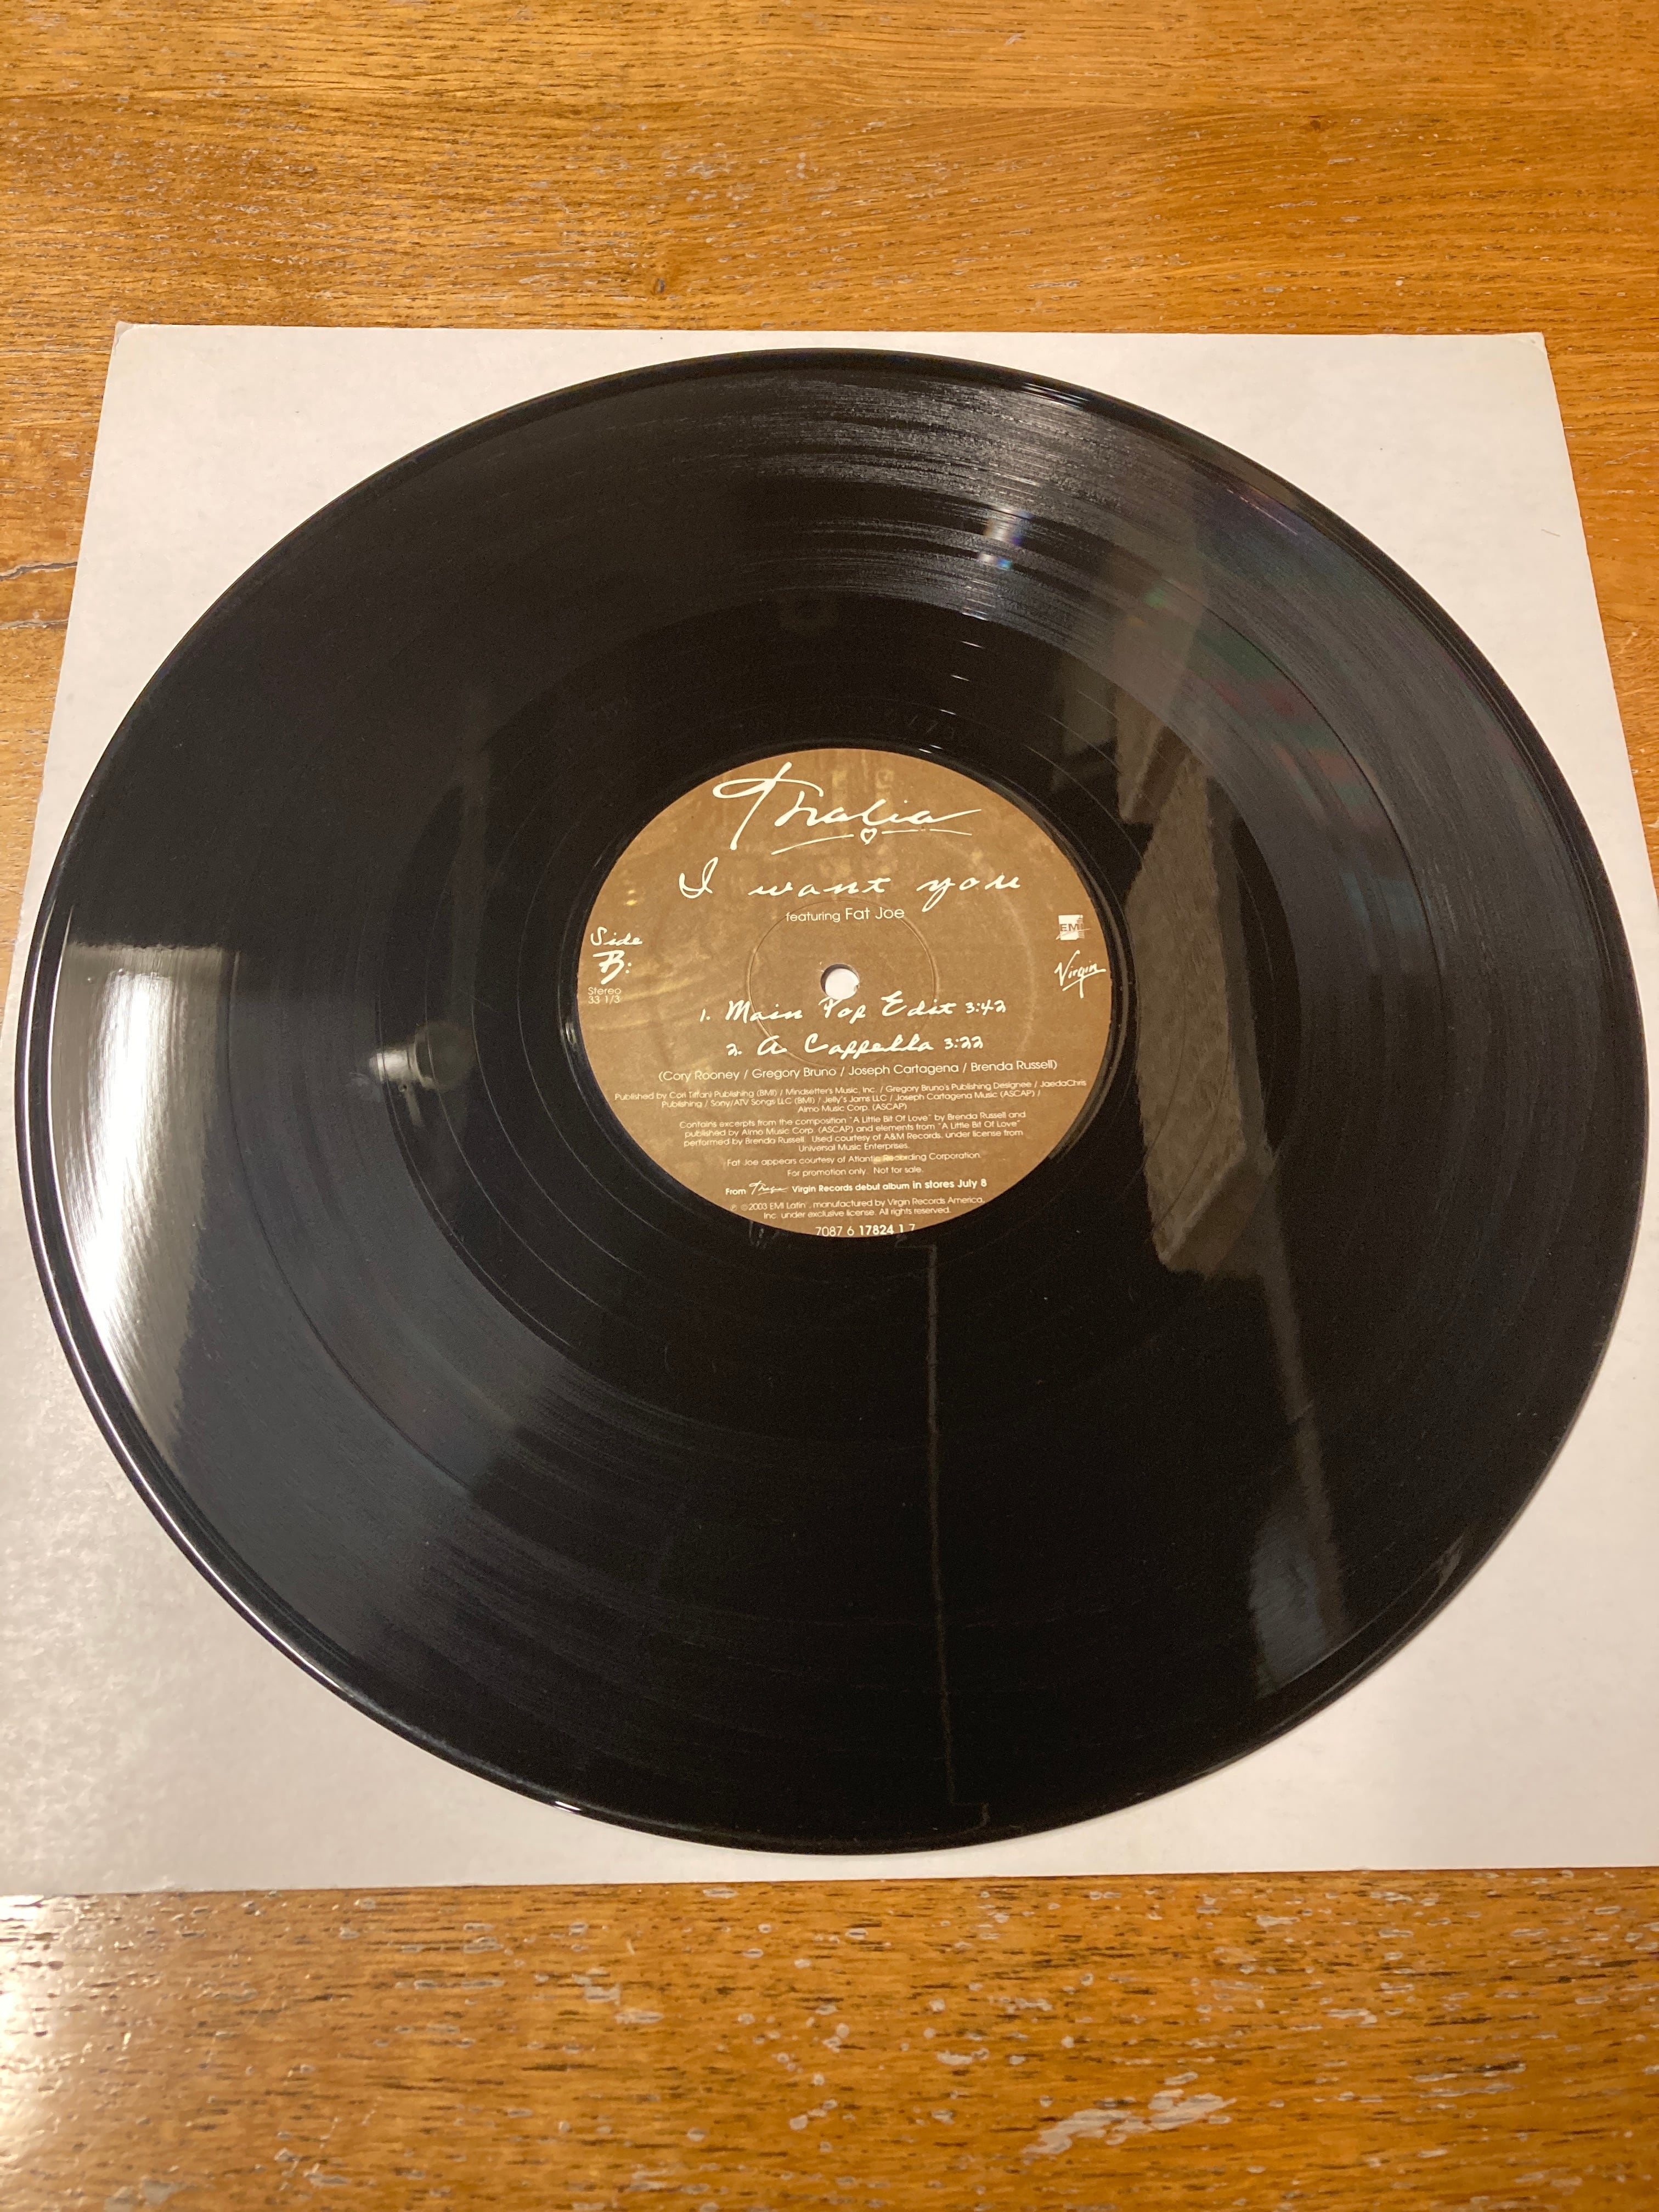 Thalia
I want you
featuring Fat Joe
Side
B:
Stereo
33 1/3
EMI
Virgin
1. Main Pop Edit 3:42
2. A Cappella 3:22
(Cory Rooney / Gregory Bruno / Joseph Cartagena / Brenda Russell)
Published by Cori Tiffani Publishing (BMI) / Mindsetter's Music, Inc. / Gregory Bruno's Publishing Designee / JaedaChris
Publishing / Sony/ATV Songs LLC (BMI) / Jelly's Jams LLC / Joseph Cartagena Music (ASCAP) /
Almo Music Corp. (ASCAP)
Contains excerpts from the composition "A Little Bit Of Love" by Brenda Russell and
published by Almo Music Corp. (ASCAP) and elements from "A Little Bit Of Love"
performed by Brenda Russell. Used courtesy of A&M Records, under license from
Universal Music Enterprises.
Fat Joe appears courtesy of Atlantic Recording Corporation.
For promotion only. Not for sale.
From Thalia Virgin Records debut album in stores July 8
℗ ©2003 EMI Latin, manufactured by Virgin Records America,
Inc. under exclusive license. All rights reserved.
7087 6 17824 1 7